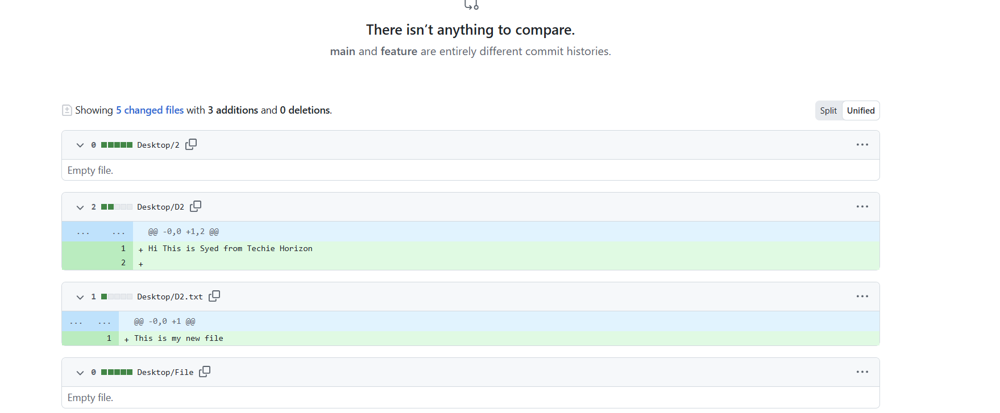 There isn’t anything to compare.
main and feature are entirely different commit histories.
Showing 5 changed files with 3 additions and 0 deletions.
Split Unified
0 Desktop/2
Empty file.
2 Desktop/D2
... ... @@ -0,0 +1,2 @@
1 + Hi This is Syed from Techie Horizon
2 +
1 Desktop/D2.txt
... ... @@ -0,0 +1 @@
1 + This is my new file
0 Desktop/File
Empty file.